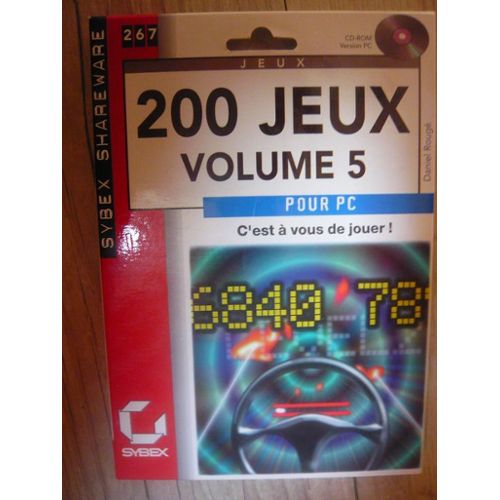 267
SYBEX SHAREWARE
CD-ROM
Version PC
JEUX
200 JEUX
VOLUME 5
Daniel Rougé
POUR PC
C'est à vous de jouer !
6840 78
SYBEX